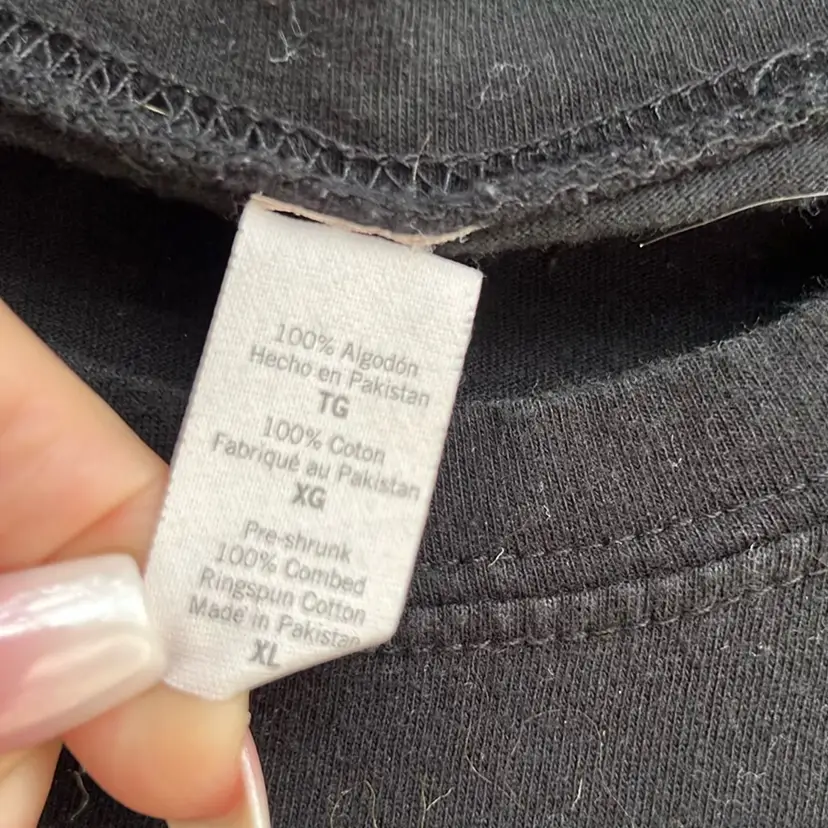 100% Algodón
Hecho en Pakistan
TG
100% Coton
Fabriqué au Pakistan
XG
Pre-shrunk
100% Combed
Ringspun Cotton
Made in Pakistan
XL